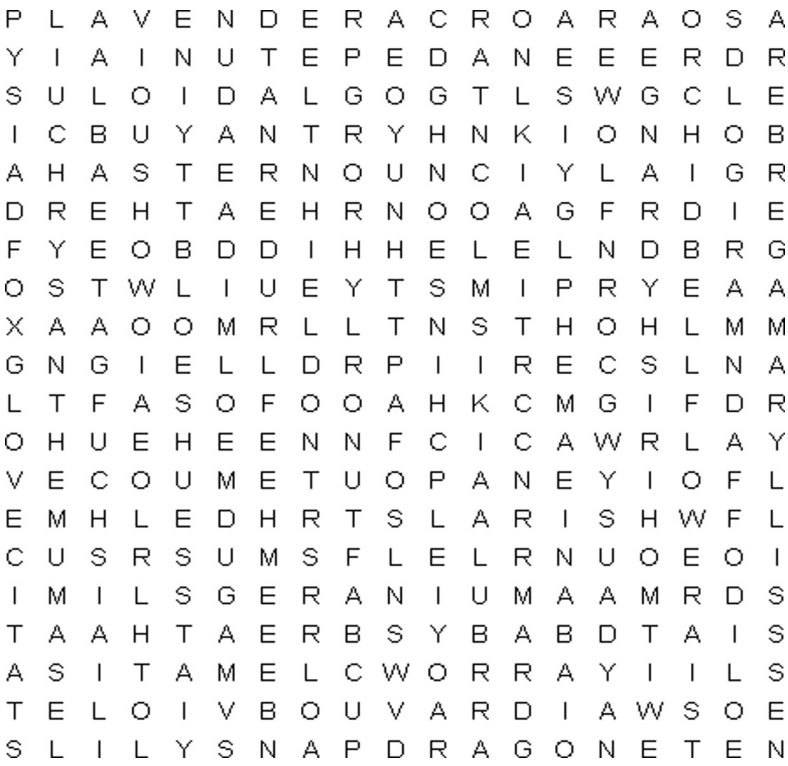 P L A V E N D E R A C R O A R A O S A
Y I A I N U T E P E D A N E E E R D R
S U L O I D A L G O G T L S W G C L E
I C B U Y A N T R Y H N K I O N H O B
A H A S T E R N O U N C I Y L A I G R
D R E H T A E H R N O O A G F R D I E
F Y E O B D D I H H E L E L N D B R G
O S T W L I U E Y T S M I P R Y E A A
X A A O O M R L L T N S T H O H L M M
G N G I E L L D R P I I R E C S L N A
L T F A S O F O O A H K C M G I F D R
O H U E H E E N N F C I C A W R L A Y
V E C O U M E T U O P A N E Y I O F L
E M H L E D H R T S L A R I S H W F L
C U S R S U M S F L E L R N U O E O I
I M I L S G E R A N I U M A A M R D S
T A A H T A E R B S Y B A B D T A I S
A S I T A M E L C W O R R A Y I I L S
T E L O I V B O U V A R D I A W S O E
S L I L Y S N A P D R A G O N E T E N